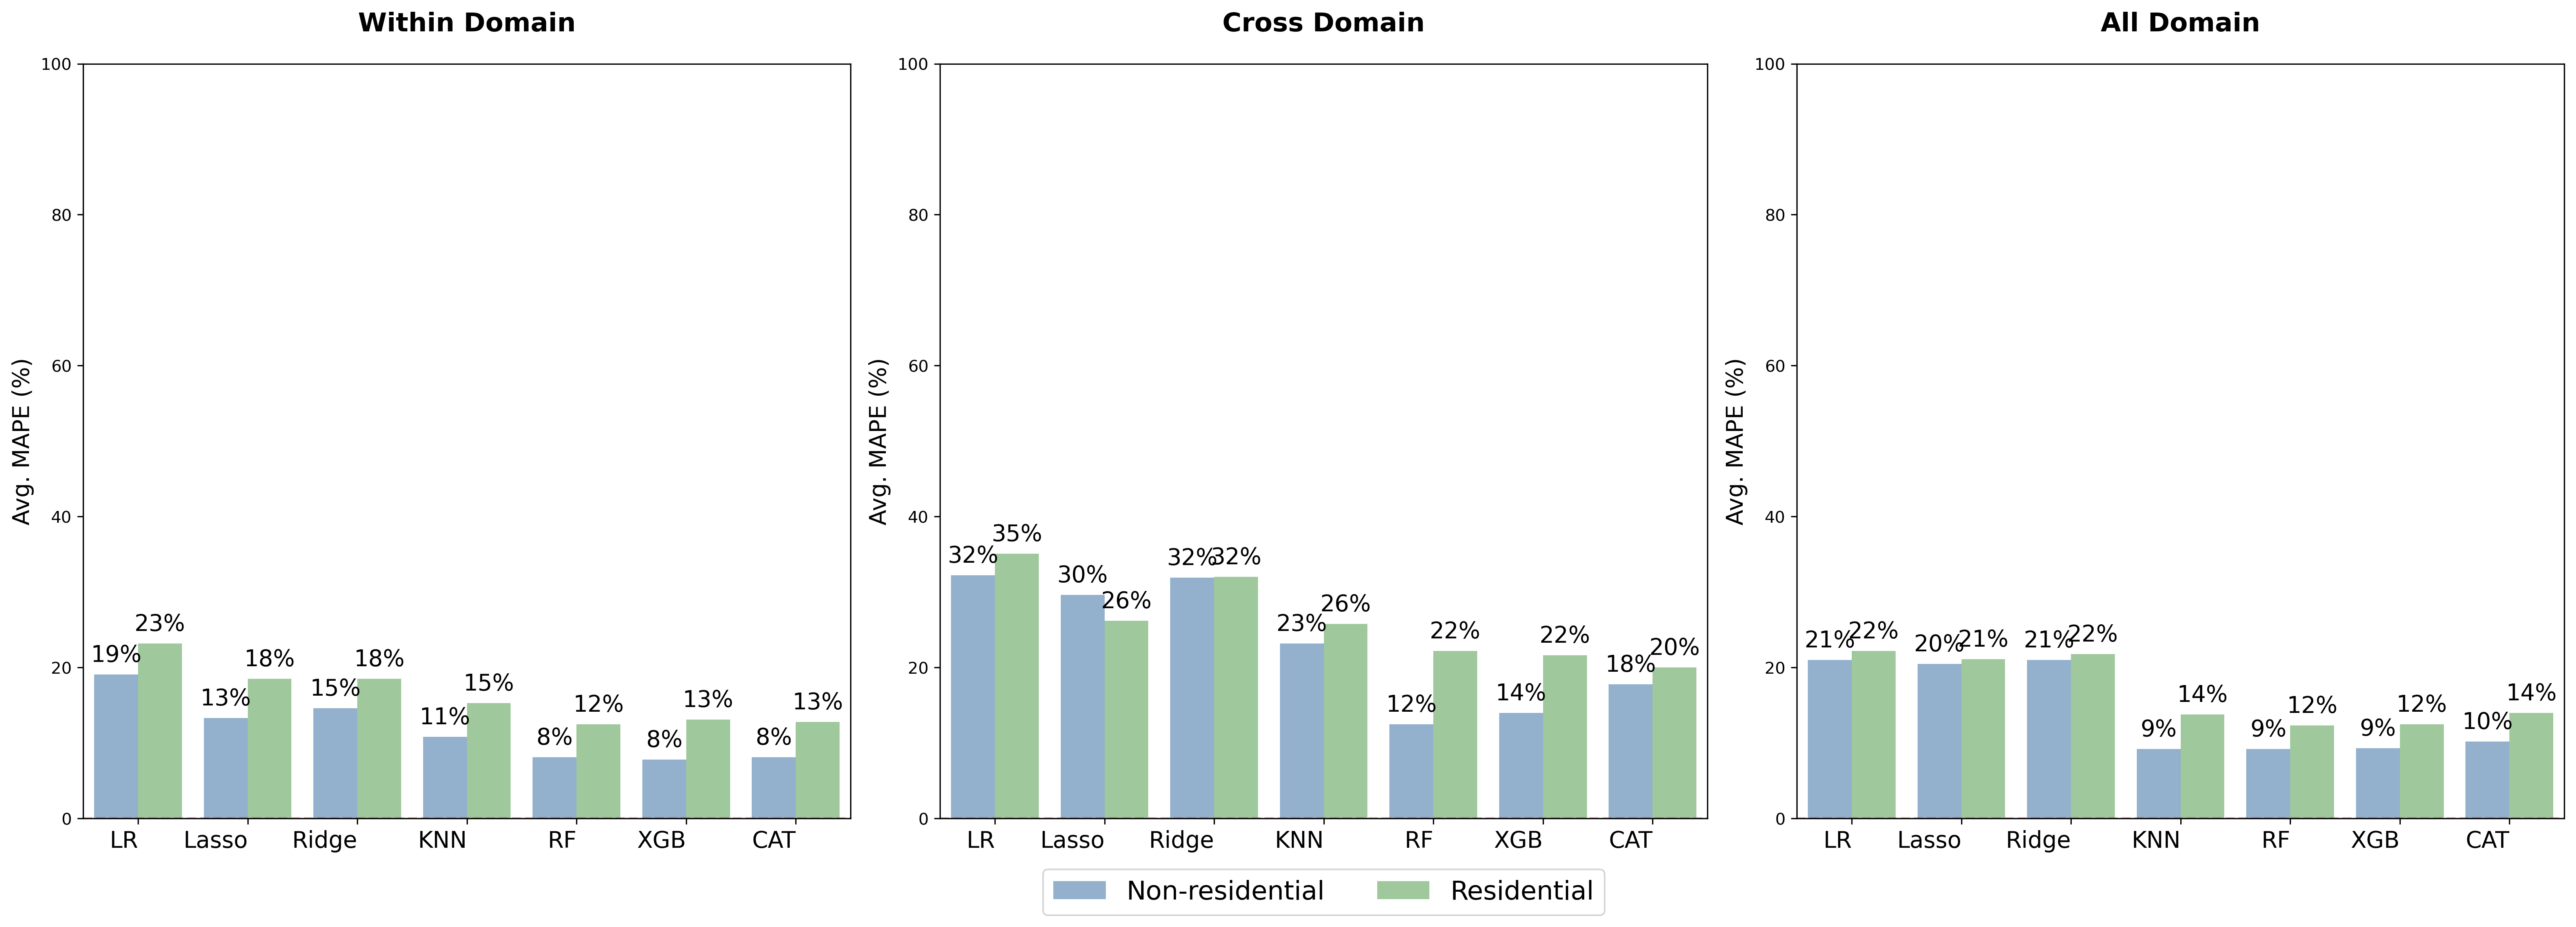 Within Domain
Cross Domain
All Domain
Avg. MAPE (%)
100
80
60
40
20
0
19%
23%
13%
18%
15%
18%
11%
15%
8%
12%
8%
13%
8%
13%
LR
Lasso
Ridge
KNN
RF
XGB
CAT
Avg. MAPE (%)
100
80
60
40
20
0
32%
35%
30%
26%
32%
32%
23%
26%
12%
22%
14%
22%
18%
20%
LR
Lasso
Ridge
KNN
RF
XGB
CAT
Avg. MAPE (%)
100
80
60
40
20
0
21%
22%
20%
21%
21%
22%
9%
14%
9%
12%
9%
12%
10%
14%
LR
Lasso
Ridge
KNN
RF
XGB
CAT
Non-residential
Residential